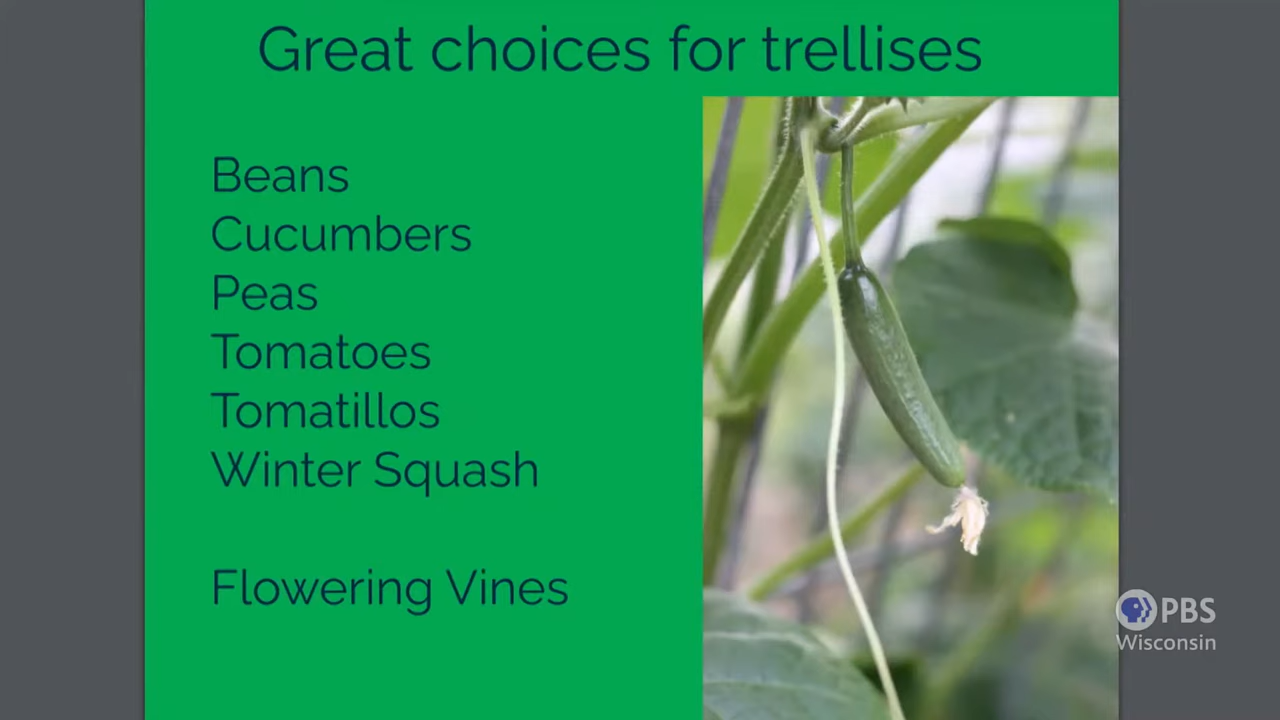 Great choices for trellises
Beans
Cucumbers
Peas
Tomatoes
Tomatillos
Winter Squash
Flowering Vines
PBS
Wisconsin